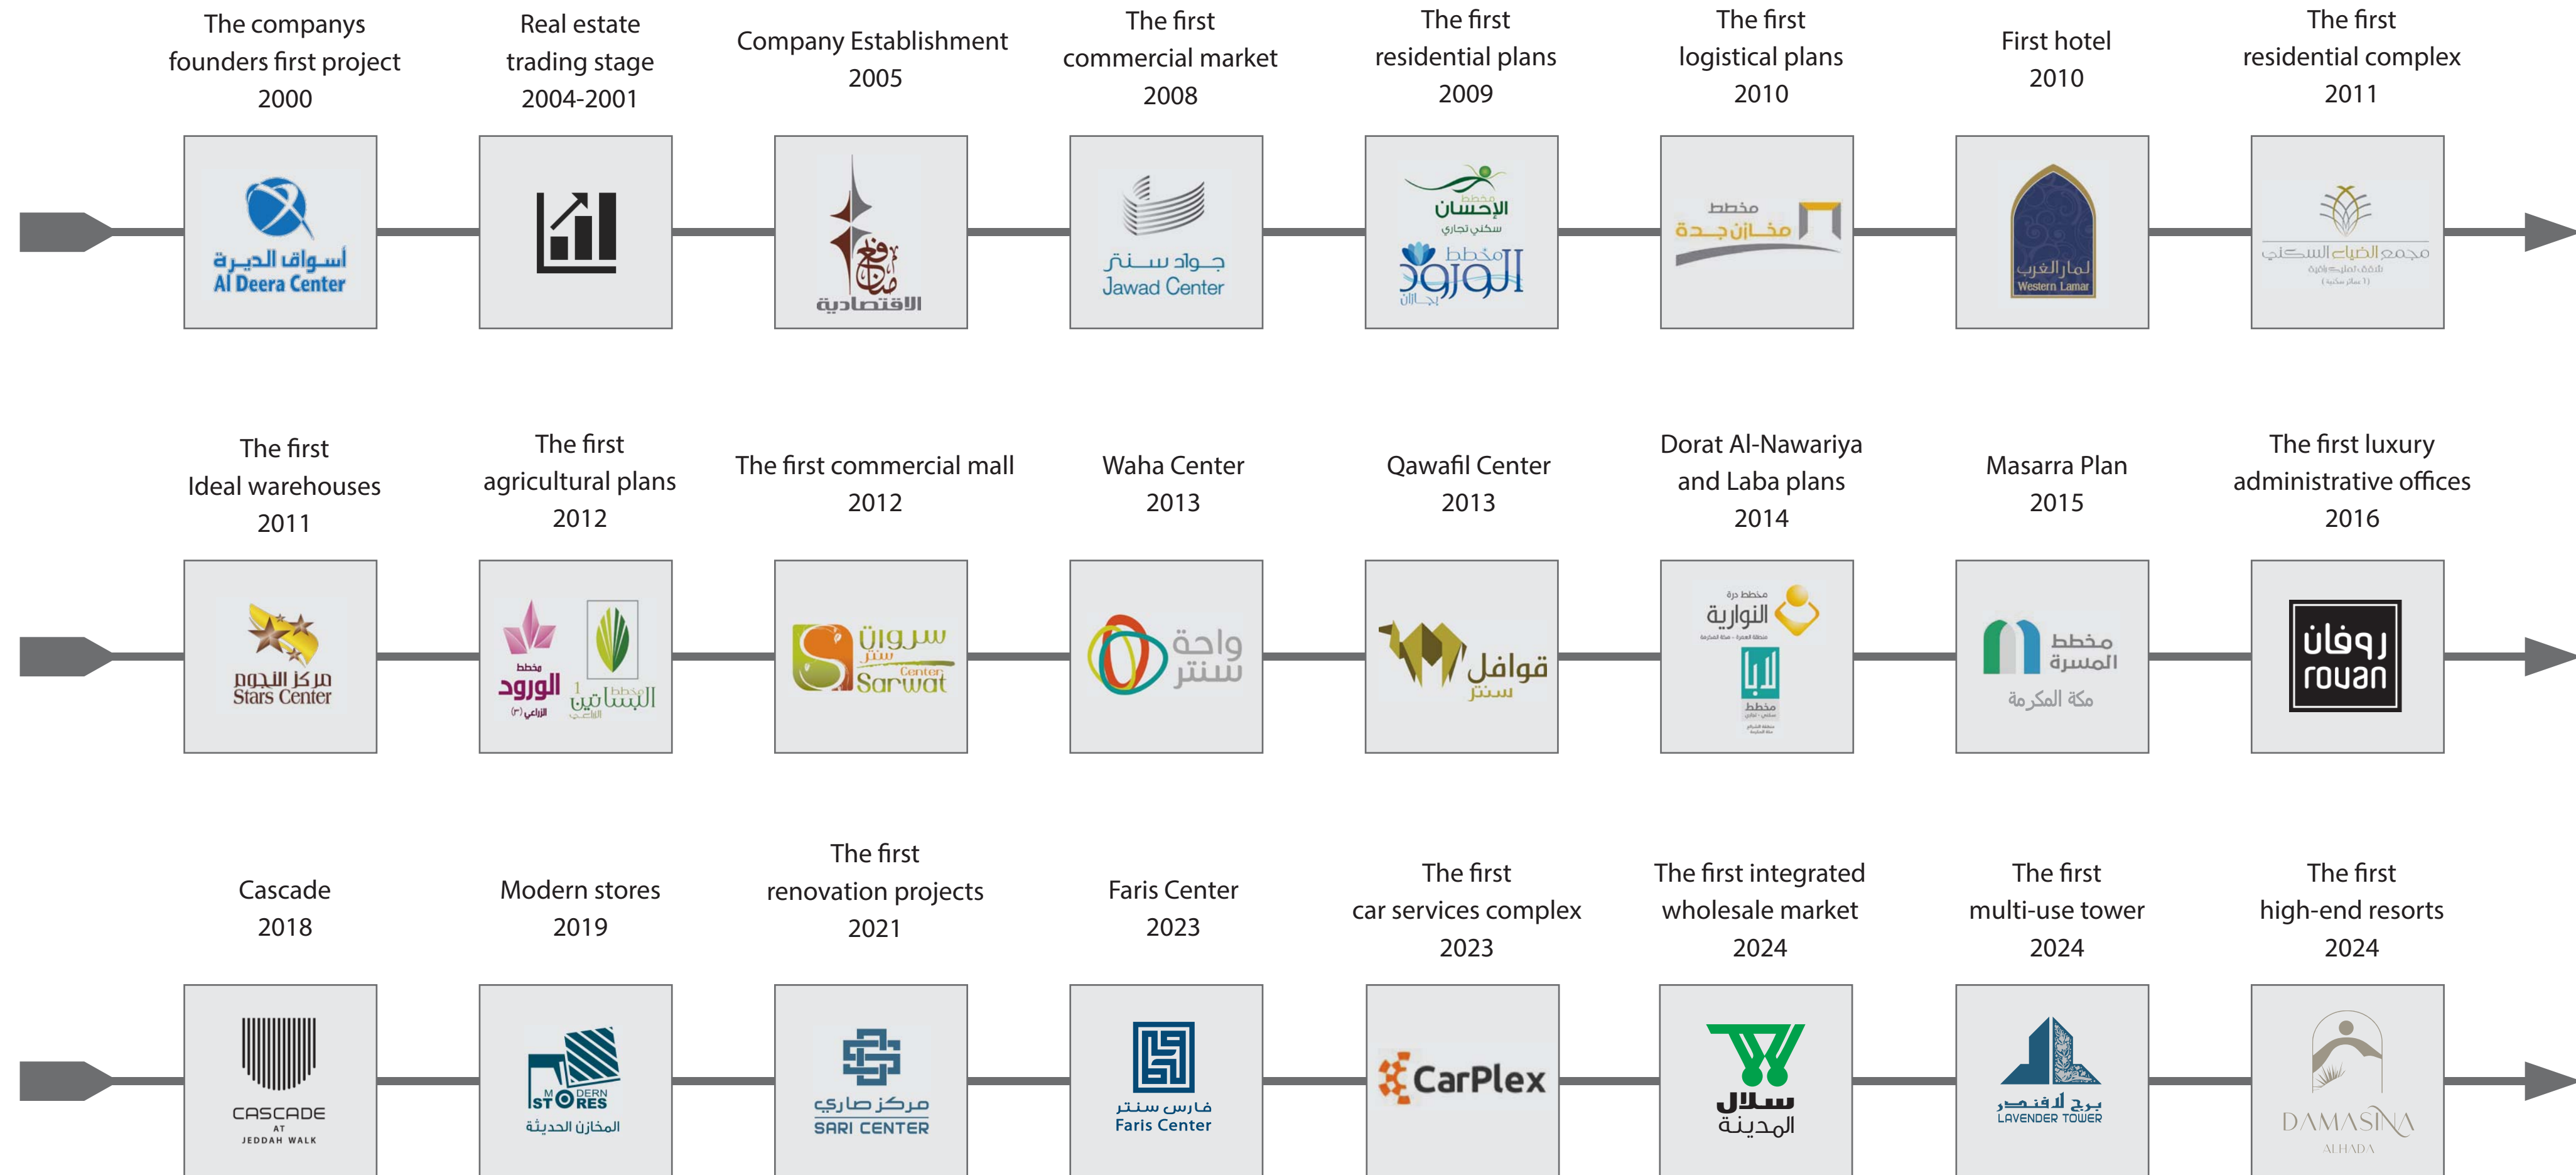 The companys
founders first project
2000
Real estate
trading stage
2004-2001
Company Establishment
2005
The first
commercial market
2008
The first
residential plans
2009
The first
logistical plans
2010
First hotel
2010
The first
residential complex
2011
أسواق الديرة
Al Deera Center
منافع
الاقتصادية
جواد سنتر
Jawad Center
مخطط
الإحسان
سكني تجاري
مخطط
الورود
بجازان
مخطط
مخازن جدة
لمار الغرب
Western Lamar
مجمع الضياء السكني
The first
Ideal warehouses
2011
The first
agricultural plans
2012
The first commercial mall
2012
Waha Center
2013
Qawafil Center
2013
Dorat Al-Nawariya
and Laba plans
2014
Masarra Plan
2015
The first luxury
administrative offices
2016
مركز النجوم
Stars Center
مخطط
الورود
الزراعي (٣)
مخطط
البساتين 1
الزراعي
سروات
سنتر
Center
Sarwat
واحة
سنتر
قوافل
سنتر
مخطط درة
النوارية
لابا
مخطط
مخطط
المسرة
مكة المكرمة
روفان
rovan
Cascade
2018
Modern stores
2019
The first
renovation projects
2021
Faris Center
2023
The first
car services complex
2023
The first integrated
wholesale market
2024
The first
multi-use tower
2024
The first
high-end resorts
2024
CASCADE
AT
JEDDAH WALK
MODERN
STORES
المخازن الحديثة
مركز صاري
SARI CENTER
فارس سنتر
Faris Center
CarPlex
سلال
المدينة
برج لافندر
LAVENDER TOWER
DAMASINA
ALHADA